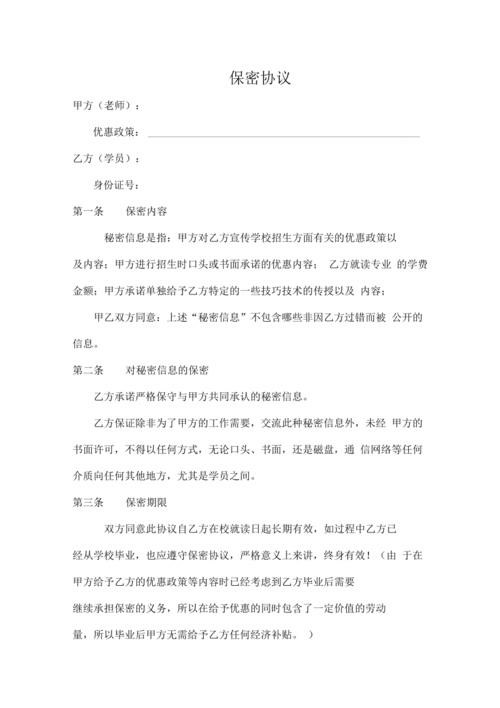 保密协议
甲方（老师）：
优惠政策：
乙方（学员）：
身份证号：
第一条 保密内容
秘密信息是指：甲方对乙方宣传学校招生方面有关的优惠政策以
及内容；甲方进行招生时口头或书面承诺的优惠内容； 乙方就读专业 的学费
金额；甲方承诺单独给予乙方特定的一些技巧技术的传授以及 内容；
甲乙双方同意：上述“秘密信息”不包含哪些非因乙方过错而被 公开的
信息。
第二条 对秘密信息的保密
乙方承诺严格保守与甲方共同承认的秘密信息。
乙方保证除非为了甲方的工作需要，交流此种秘密信息外，未经 甲方的
书面许可，不得以任何方式，无论口头、书面，还是磁盘，通 信网络等任何
介质向任何其他地方，尤其是学员之间。
第三条 保密期限
双方同意此协议自乙方在校就读日起长期有效，如过程中乙方已
经从学校毕业，也应遵守保密协议，严格意义上来讲，终身有效！（由 于在
甲方给予乙方的优惠政策等内容时已经考虑到乙方毕业后需要
继续承担保密的义务，所以在给予优惠的同时包含了一定价值的劳动
量，所以毕业后甲方无需给予乙方任何经济补贴。 ）